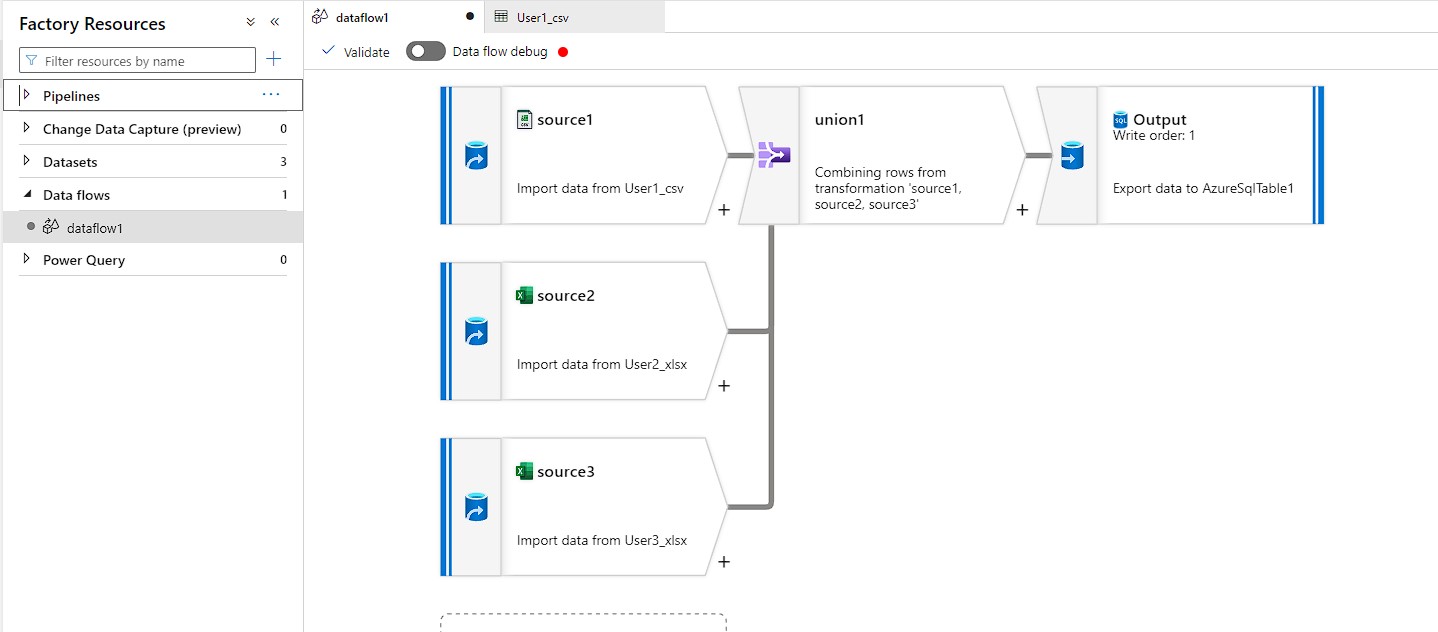 Factory Resources
Filter resources by name
Pipelines
Change Data Capture (preview) 0
Datasets 3
Data flows 1
dataflow1
Power Query 0
dataflow1
User1_csv
Validate
Data flow debug
source1
Import data from User1_csv
union1
Combining rows from
transformation 'source1,
source2, source3'
SQL
Output
Write order: 1
Export data to AzureSqlTable1
source2
Import data from User2_xlsx
source3
Import data from User3_xlsx